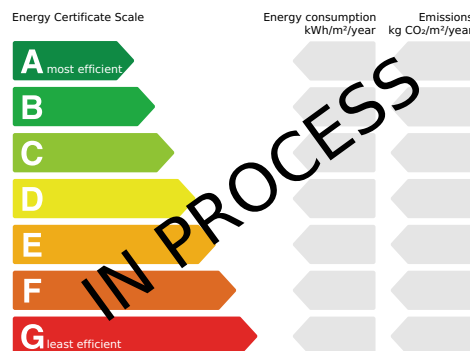 Energy Certificate Scale
Energy consumption
kWh/m²/year
Emissions
kg CO₂/m²/year
A most efficient
B
C
D
E
F
G least efficient
IN PROCESS